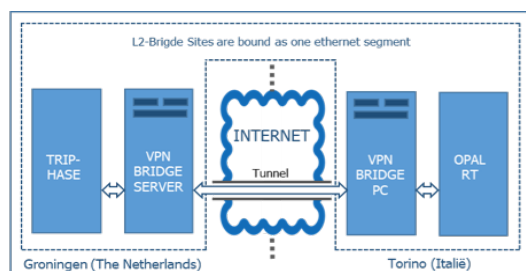 L2-Brigde Sites are bound as one ethernet segment
TRIP-
HASE
VPN
BRIDGE
SERVER
INTERNET
Tunnel
VPN
BRIDGE
PC
OPAL
RT
Groningen (The Netherlands)
Torino (Italië)